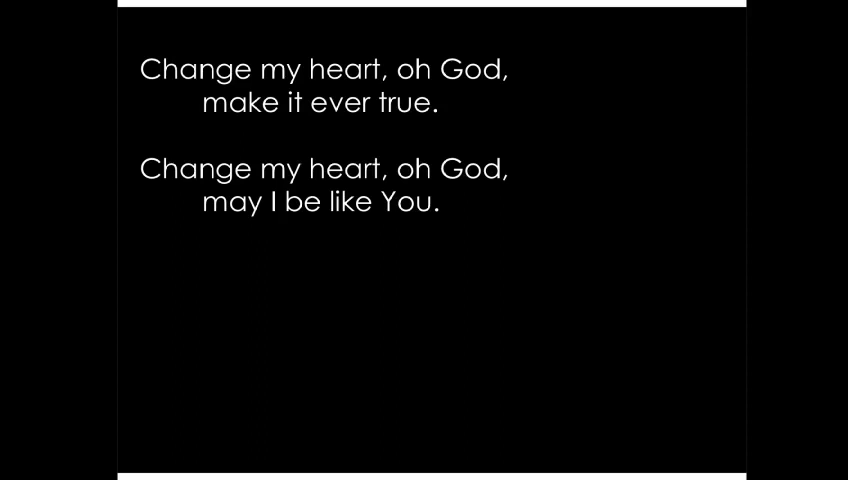 Change my heart, oh God,
make it ever true.
Change my heart, oh God,
may I be like You.